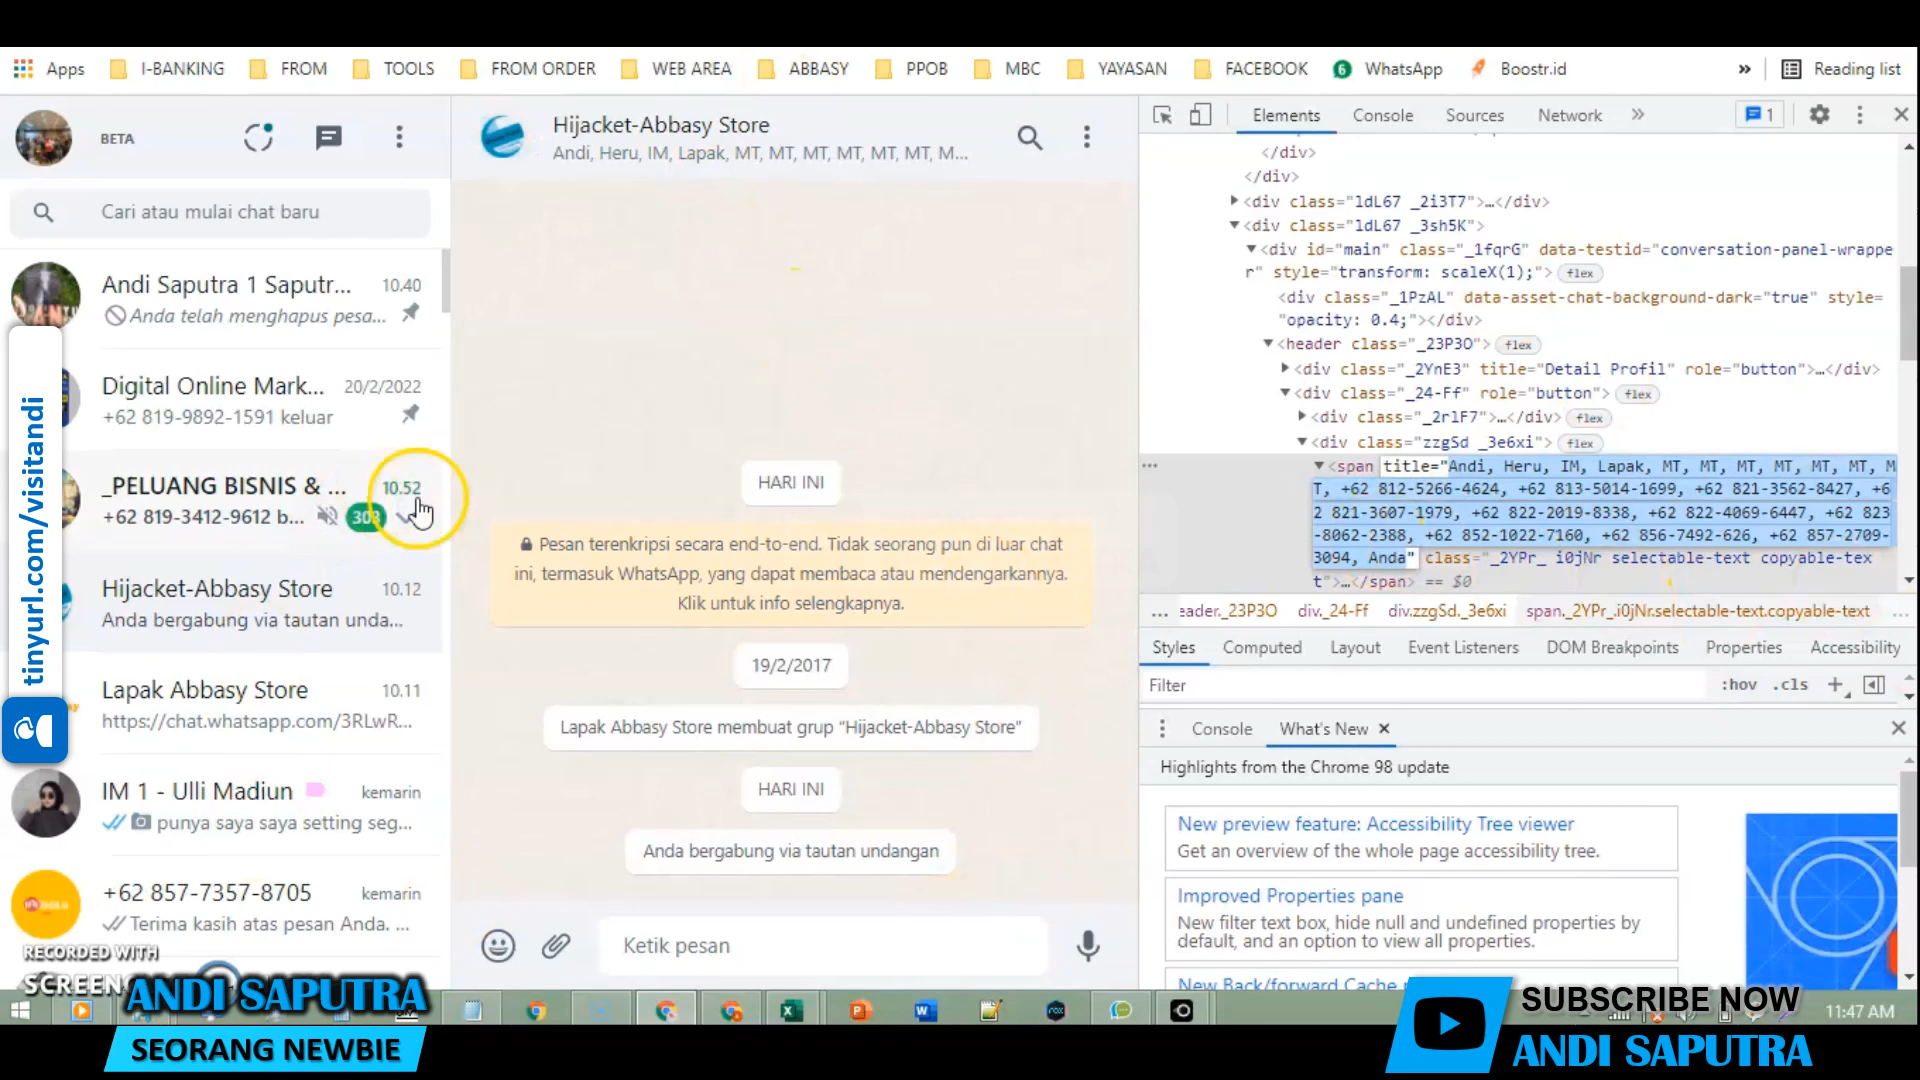 Apps I-BANKING FROM TOOLS FROM ORDER WEB AREA ABBASY PPOB MBC YAYASAN FACEBOOK 6 WhatsApp Boostr.id » Reading list
BETA
Cari atau mulai chat baru
Andi Saputra 1 Saputr... 10.40
Anda telah menghapus pesa...
Digital Online Mark... 20/2/2022
+62 819-9892-1591 keluar
_PELUANG BISNIS & ... 10.52
+62 819-3412-9612 b... 303
Hijacket-Abbasy Store 10.12
Anda bergabung via tautan unda...
Lapak Abbasy Store 10.11
https://chat.whatsapp.com/3RLwR...
IM 1 - Ulli Madiun kemarin
punya saya saya setting seg...
+62 857-7357-8705 kemarin
Terima kasih atas pesan Anda. ...
tinyurl.com/visitandi
RECORDED WITH
SCREEN
ANDI SAPUTRA
SEORANG NEWBIE
Hijacket-Abbasy Store
Andi, Heru, IM, Lapak, MT, MT, MT, MT, MT, MT, M...
HARI INI
Pesan terenkripsi secara end-to-end. Tidak seorang pun di luar chat
ini, termasuk WhatsApp, yang dapat membaca atau mendengarkannya.
Klik untuk info selengkapnya.
19/2/2017
Lapak Abbasy Store membuat grup “Hijacket-Abbasy Store”
HARI INI
Anda bergabung via tautan undangan
Ketik pesan
Elements Console Sources Network » 1
</div>
</div>
<div class="ldL67 _2i3T7">…</div>
<div class="ldL67 _3sh5K">
<div id="main" class="_1fqrG" data-testid="conversation-panel-wrappe
r" style="transform: scaleX(1);"> flex
<div class="_1PzAL" data-asset-chat-background-dark="true" style=
"opacity: 0.4;"></div>
<header class="_23P3O"> flex
<div class="_2YnE3" title="Detail Profil" role="button">…</div>
<div class="_24-Ff" role="button"> flex
<div class="_2rlF7">…</div> flex
<div class="zzgSd _3e6xi"> flex
<span title="Andi, Heru, IM, Lapak, MT, MT, MT, MT, MT, MT, M
T, +62 812-5266-4624, +62 813-5014-1699, +62 821-3562-8427, +6
2 821-3607-1979, +62 822-2019-8338, +62 822-4069-6447, +62 823
-8062-2388, +62 852-1022-7160, +62 856-7492-626, +62 857-2709-
3094, Anda" class="_2YPr_ i0jNr selectable-text copyable-tex
t">…</span> == $0
... eader._23P3O div._24-Ff div.zzgSd._3e6xi span._2YPr_.i0jNr.selectable-text.copyable-text ...
Styles Computed Layout Event Listeners DOM Breakpoints Properties Accessibility
Filter :hov .cls +
Console What's New ×
Highlights from the Chrome 98 update
New preview feature: Accessibility Tree viewer
Get an overview of the whole page accessibility tree.
Improved Properties pane
New filter text box, hide null and undefined properties by
default, and an option to view all properties.
New Back/forward Cache
SUBSCRIBE NOW
ANDI SAPUTRA
11:47 AM